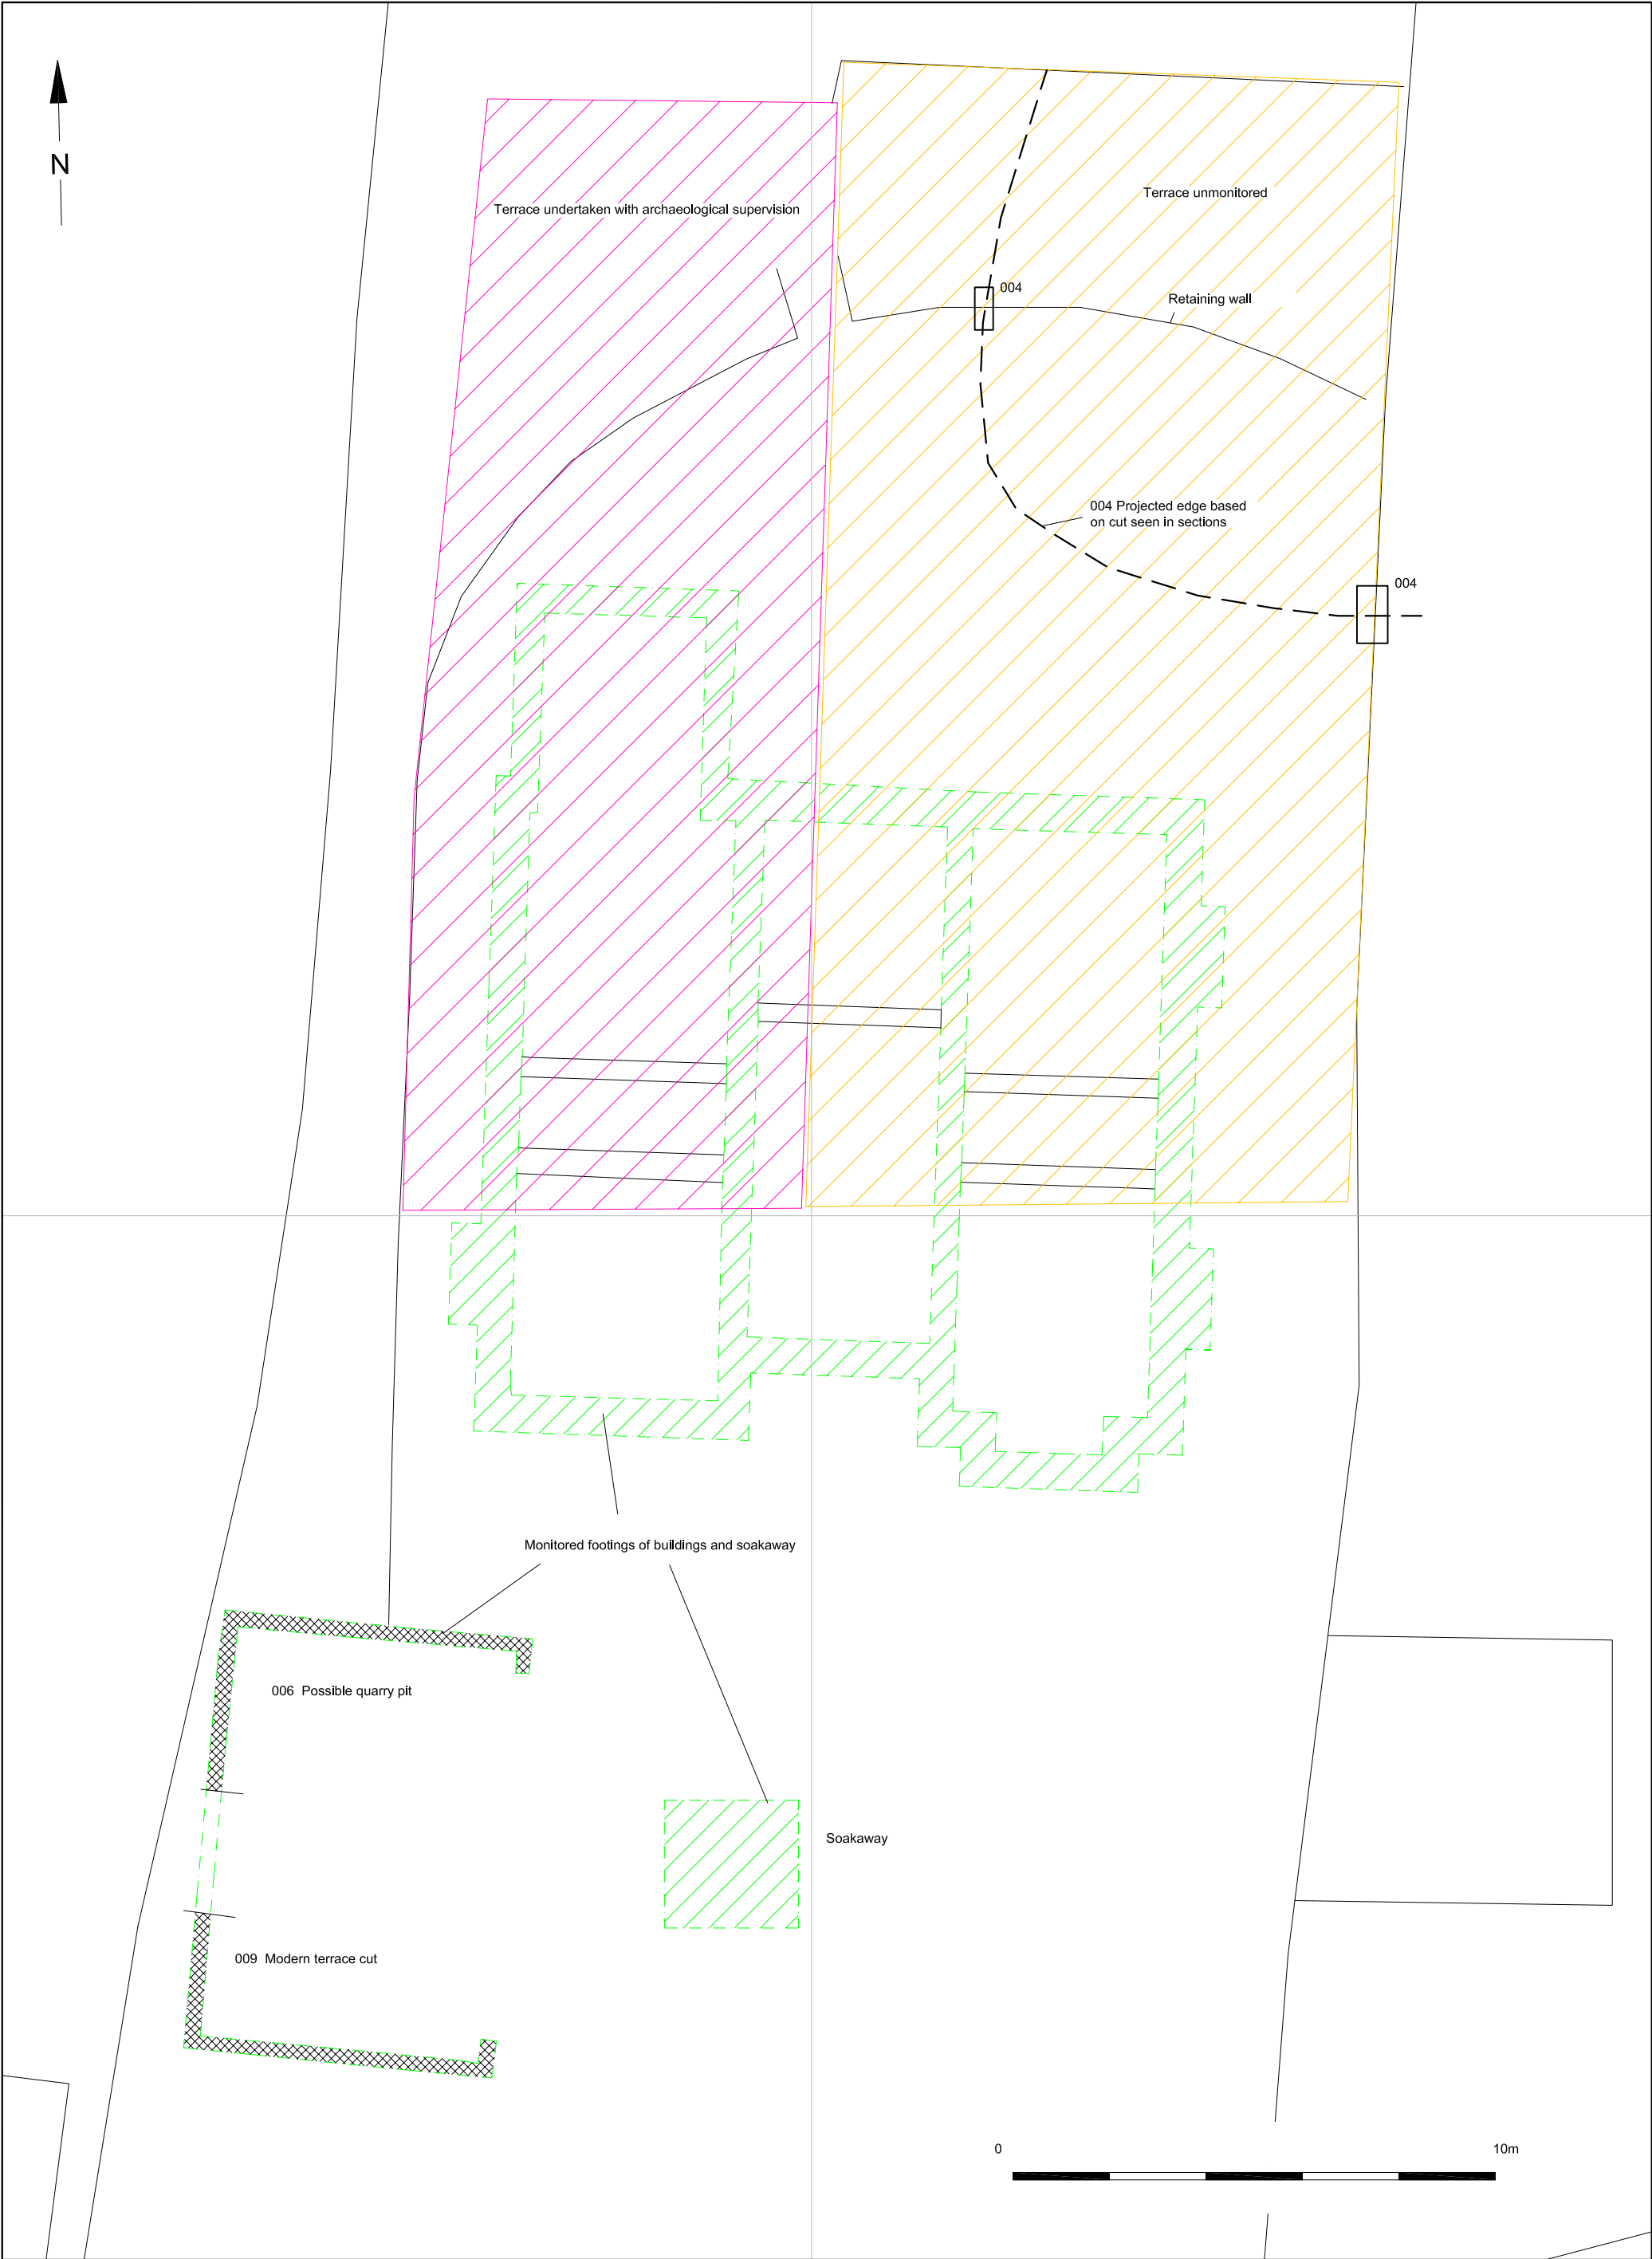 N
Terrace undertaken with archaeological supervision
Terrace unmonitored
004
Retaining wall
004 Projected edge based
on cut seen in sections
004
Monitored footings of buildings and soakaway
006 Possible quarry pit
Soakaway
009 Modern terrace cut
0
10m